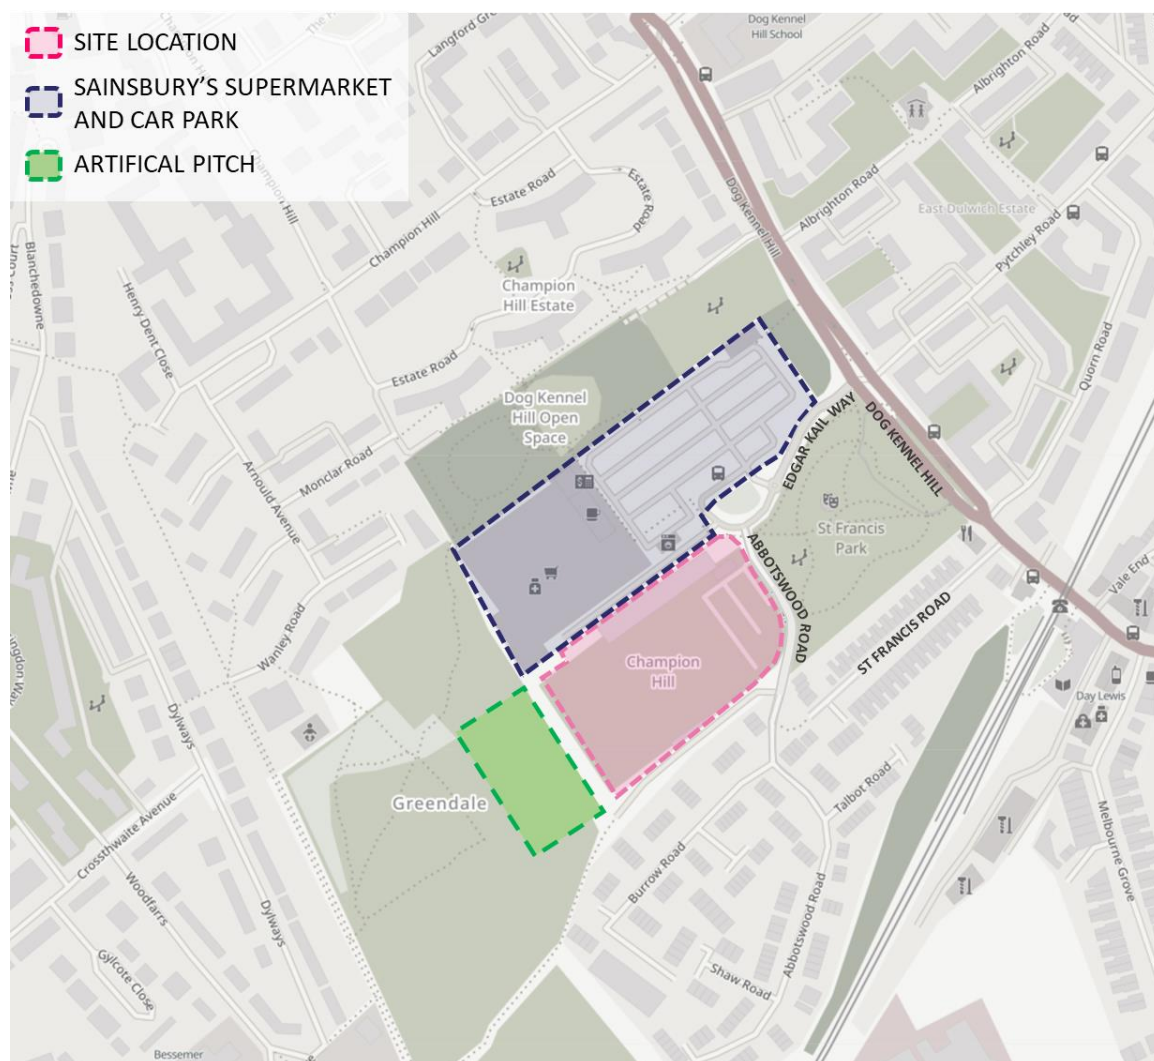 SITE LOCATION
SAINSBURY'S SUPERMARKET
AND CAR PARK
ARTIFICAL PITCH
Langford Gre
Dog Kennel
Hill School
Albrighton Road
Champion Hill
Estate Road
Estate Road
Dog Kennel Hill
Albrighton Road
East Dulwich Estate
Pytchley Road
Champion Hill
Blanchedowne
Henry Dent Close
Champion
Hill Estate
Quorn Road
Estate Road
Dog Kennel
Hill Open
Space
EDGAR KAIL WAY
DOG KENNEL HILL
Monclar Road
Arnould Avenue
St Francis
Park
ABBOTSWOOD ROAD
Vale End
ST FRANCIS ROAD
Wanley Road
Champion
Hill
Day Lewis
Dylways
Talbot Road
Greendale
Crossthwaite Avenue
Melbourne Grove
Burrow Road
Woodfarrs
Abbotswood Road
Dylways
Shaw Road
Gylcote Close
Bessemer